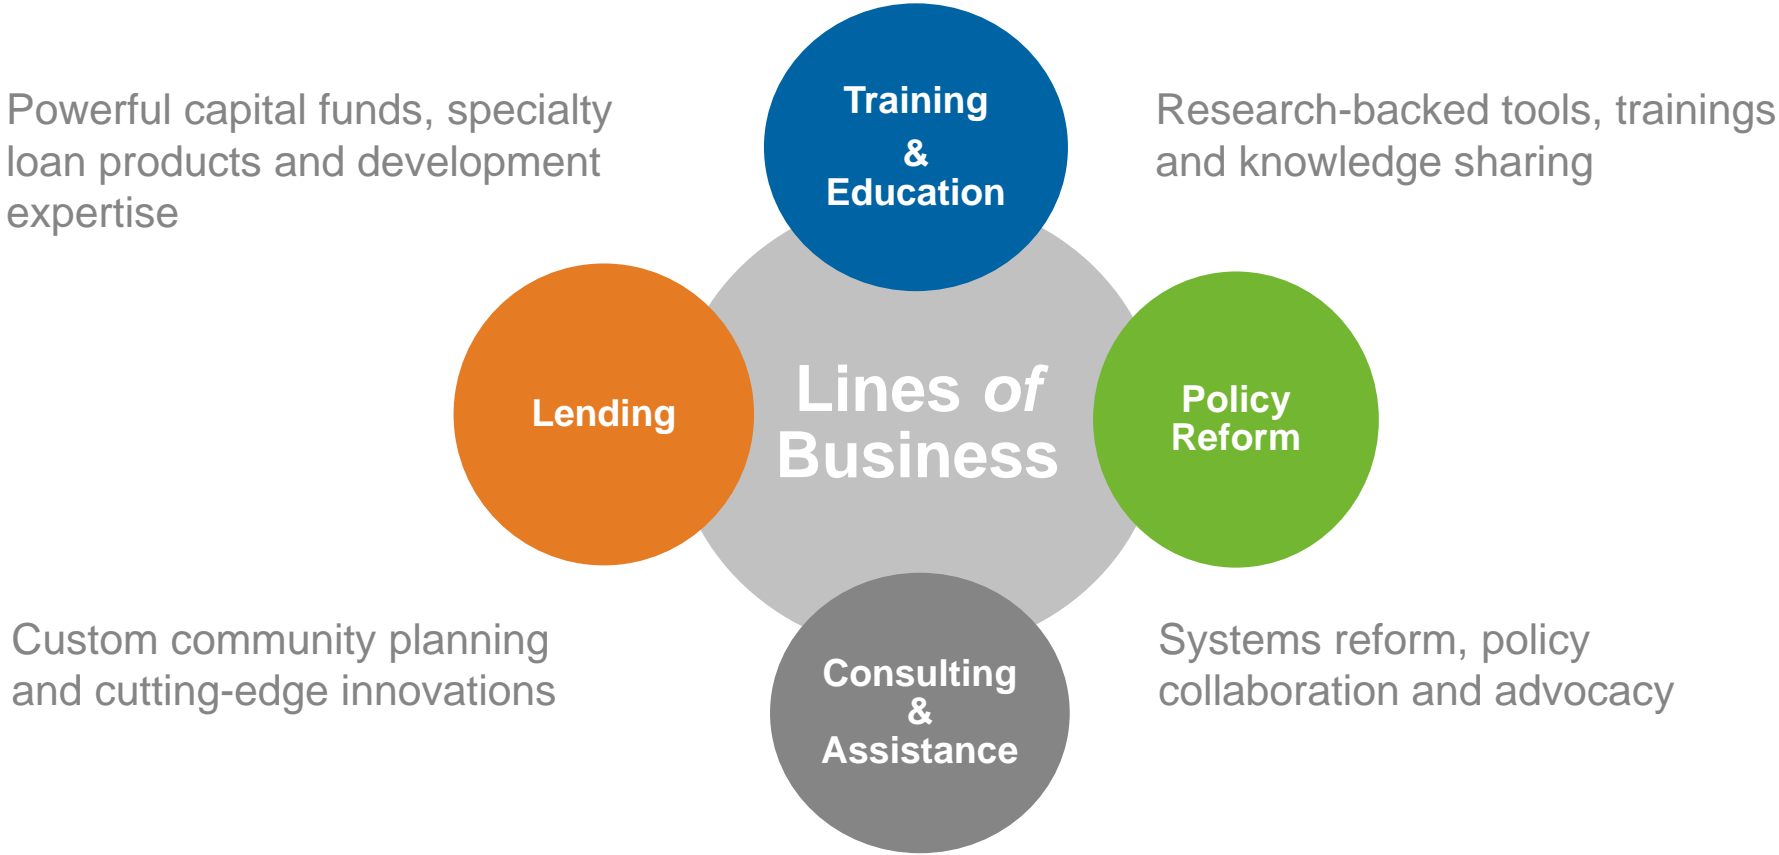 Powerful capital funds, specialty
loan products and development
expertise
Training
&
Education
Research-backed tools, trainings
and knowledge sharing
Lending
Lines of
Business
Policy
Reform
Custom community planning
and cutting-edge innovations
Consulting
&
Assistance
Systems reform, policy
collaboration and advocacy